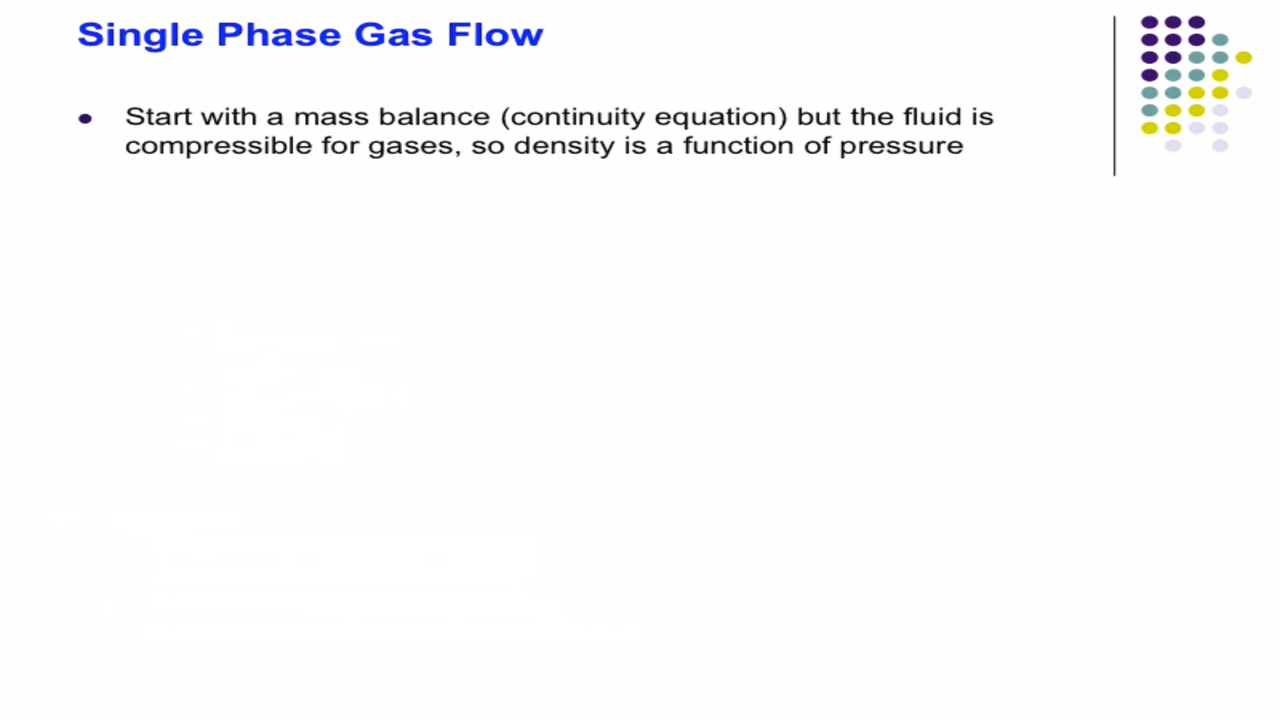 Single Phase Gas Flow
Start with a mass balance (continuity equation) but the fluid is
compressible for gases, so density is a function of pressure